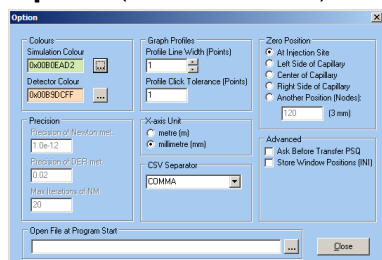 Option
Colours
Simulation Colour
0x00B0EAD2
...
Detector Colour
0x00B9DCFF
...
Precision
Precision of Newton met.
1.0e-12
Precision of DER met.
0.02
Max Iterations of NM
20
Graph Profiles
Profile Line Width (Points)
1
Profile Click Tolerance (Points)
1
X-axis Unit
metre (m)
millimetre (mm)
CSV Separator
COMMA
Zero Position
At Injection Site
Left Side of Capillary
Center of Capillary
Right Side of Capillary
Another Position (Nodes):
120 (3 mm)
Advanced
Ask Before Transfer PSQ
Store Window Positions (INI)
Open File at Program Start
...
Close